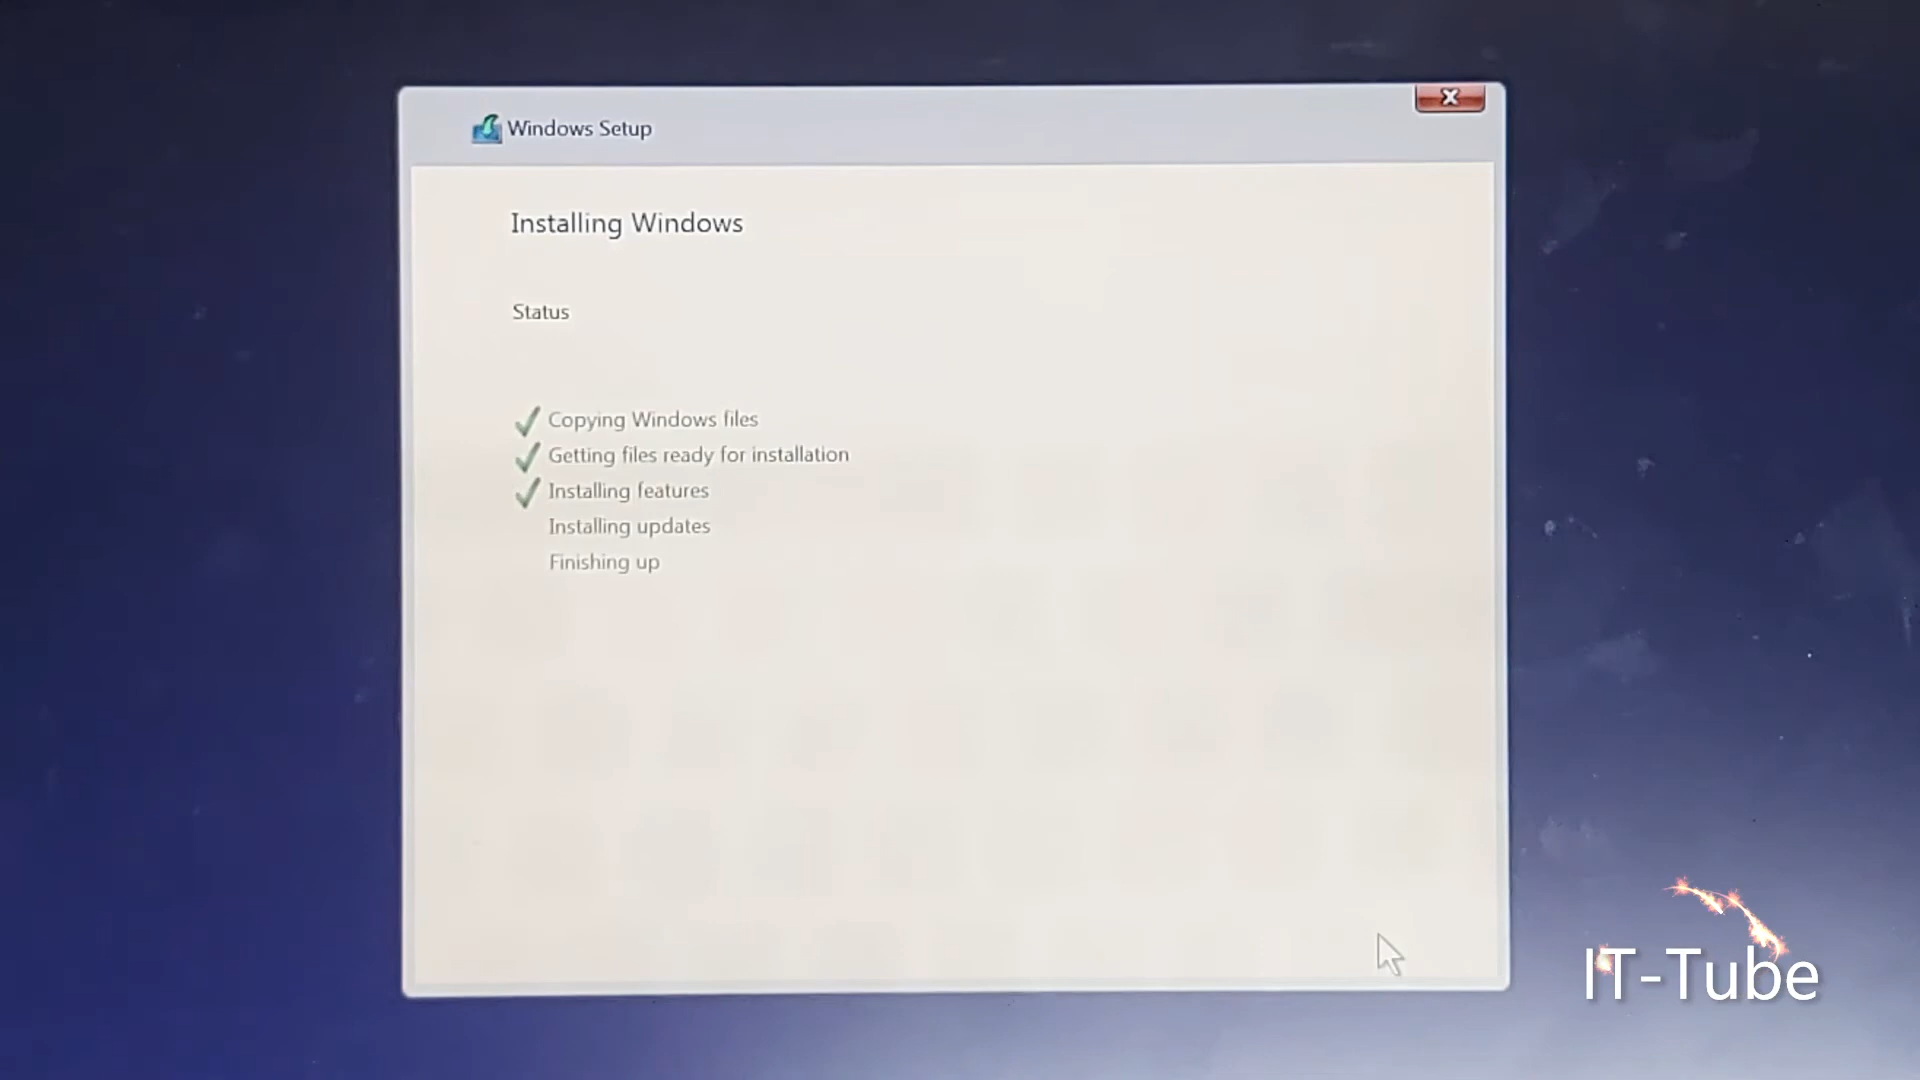 Windows Setup
Installing Windows
Status
Copying Windows files
Getting files ready for installation
Installing features
Installing updates
Finishing up
IT-Tube